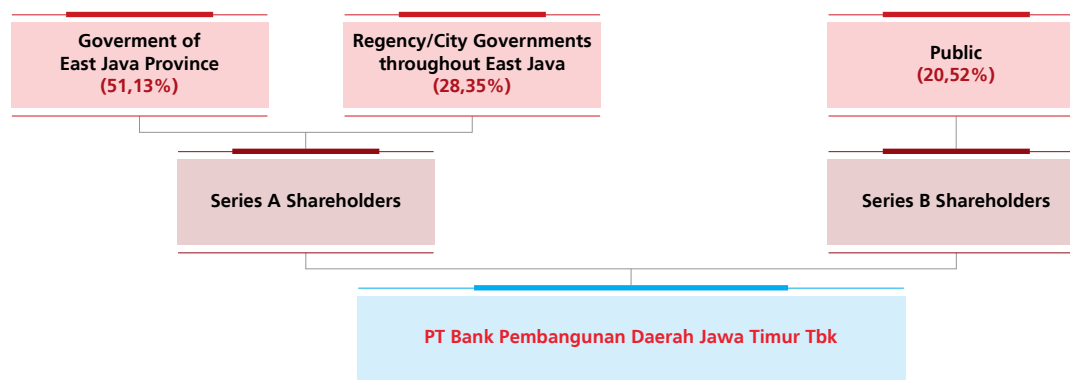 Goverment of
East Java Province
(51,13%)
Regency/City Governments
throughout East Java
(28,35%)
Public
(20,52%)
Series A Shareholders
Series B Shareholders
PT Bank Pembangunan Daerah Jawa Timur Tbk